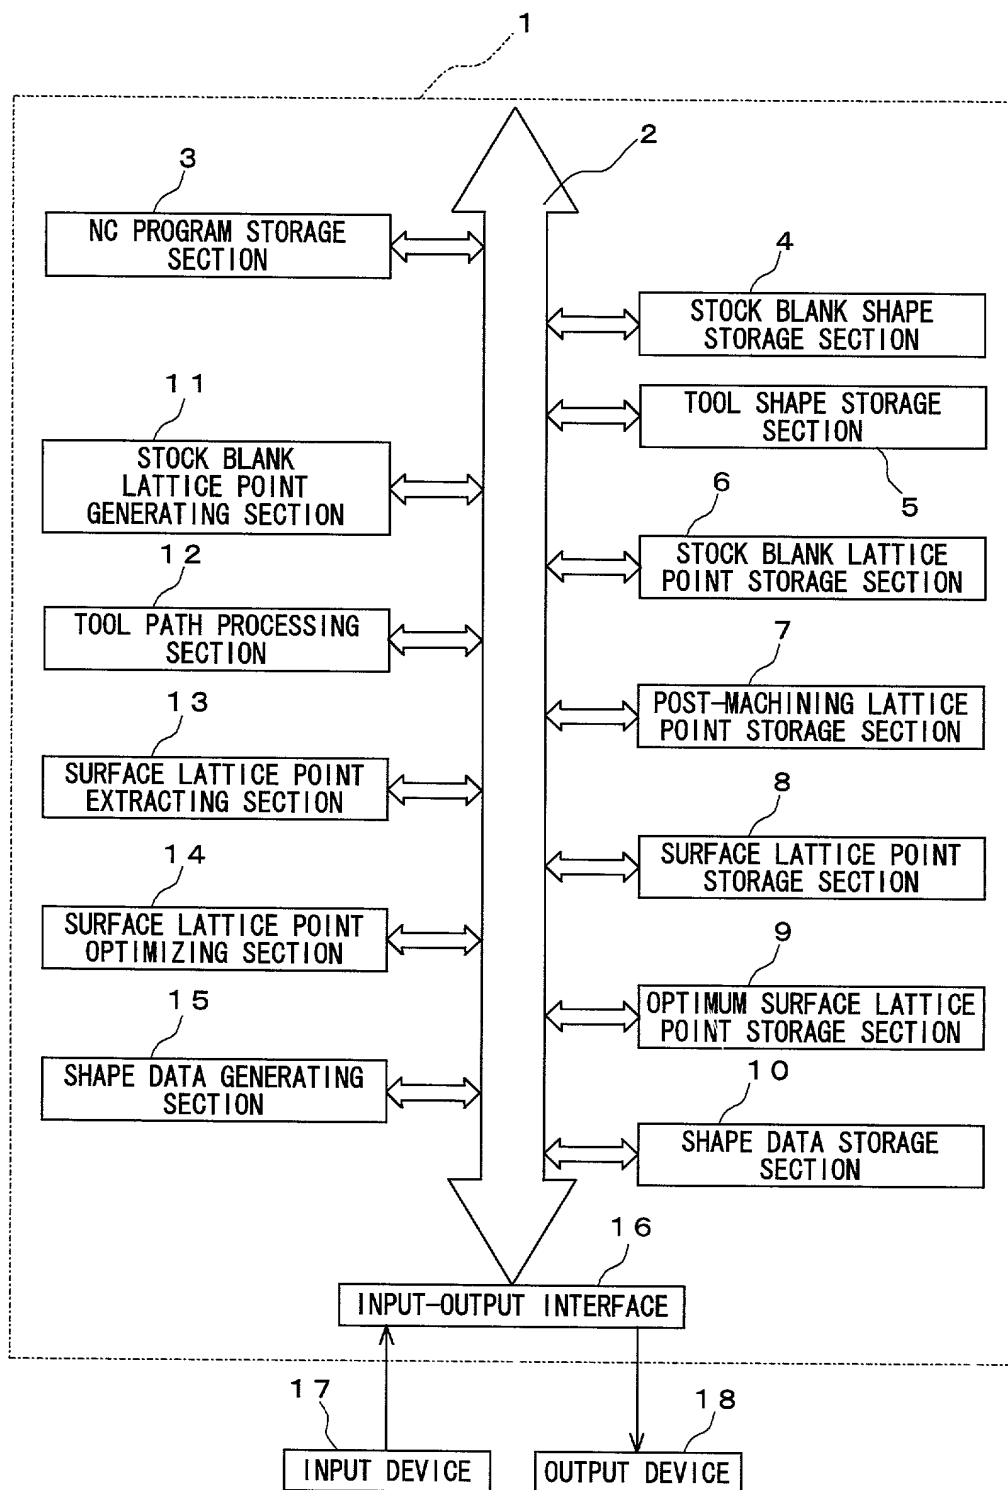 1
2
3
NC PROGRAM STORAGE
SECTION
4
STOCK BLANK SHAPE
STORAGE SECTION
TOOL SHAPE STORAGE
SECTION
5
11
STOCK BLANK
LATTICE POINT
GENERATING SECTION
6
STOCK BLANK LATTICE
POINT STORAGE SECTION
12
TOOL PATH PROCESSING
SECTION
7
POST-MACHINING LATTICE
POINT STORAGE SECTION
13
SURFACE LATTICE POINT
EXTRACTING SECTION
8
SURFACE LATTICE POINT
STORAGE SECTION
14
SURFACE LATTICE POINT
OPTIMIZING SECTION
9
OPTIMUM SURFACE LATTICE
POINT STORAGE SECTION
15
SHAPE DATA GENERATING
SECTION
10
SHAPE DATA STORAGE
SECTION
16
INPUT-OUTPUT INTERFACE
17
INPUT DEVICE
18
OUTPUT DEVICE